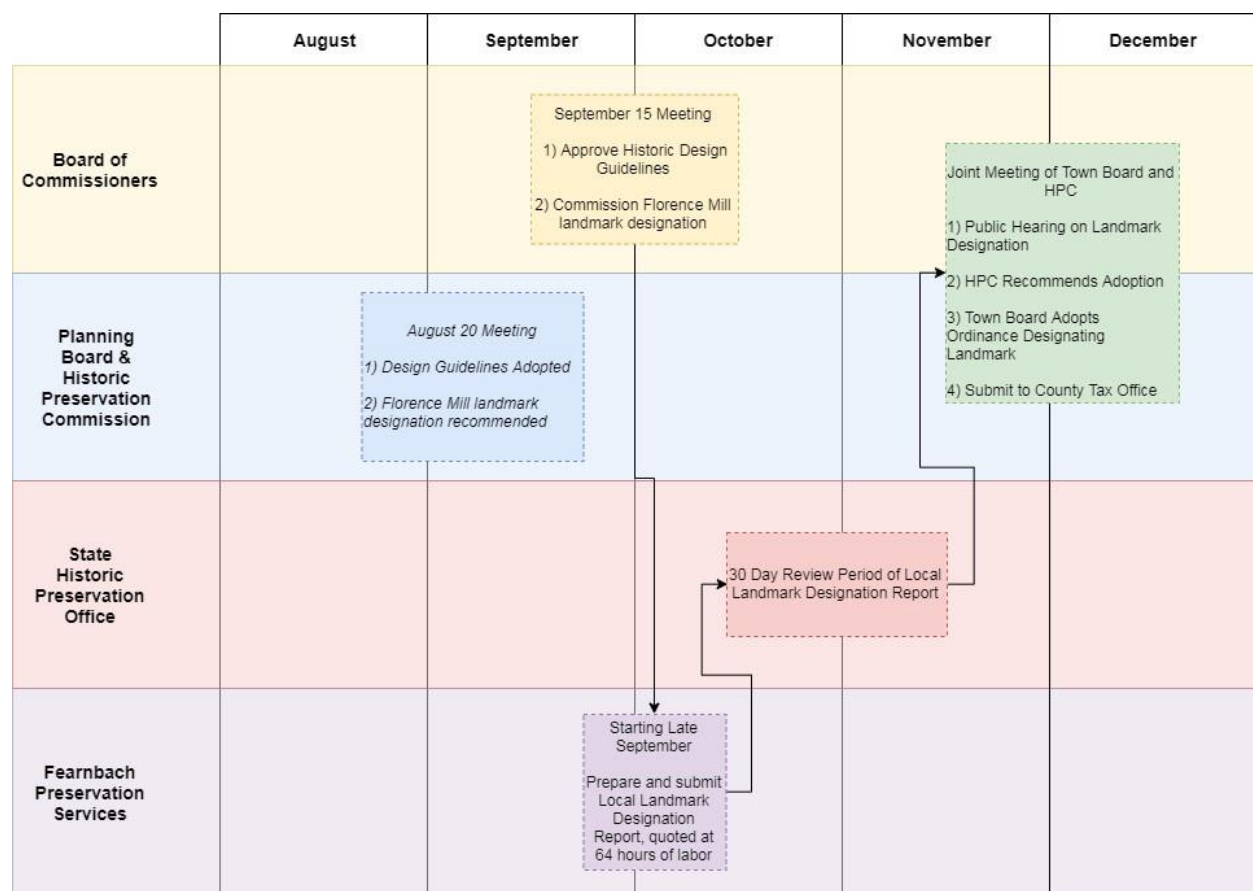 August
September
October
November
December
Board of
Commissioners
September 15 Meeting
1) Approve Historic Design
Guidelines
2) Commission Florence Mill
landmark designation
Joint Meeting of Town Board and
HPC
1) Public Hearing on Landmark
Designation
2) HPC Recommends Adoption
3) Town Board Adopts
Ordinance Designating
Landmark
4) Submit to County Tax Office
Planning
Board &
Historic
Preservation
Commission
August 20 Meeting
1) Design Guidelines Adopted
2) Florence Mill landmark
designation recommended
State
Historic
Preservation
Office
30 Day Review Period of Local
Landmark Designation Report
Fearnbach
Preservation
Services
Starting Late
September
Prepare and submit
Local Landmark
Designation
Report, quoted at
64 hours of labor